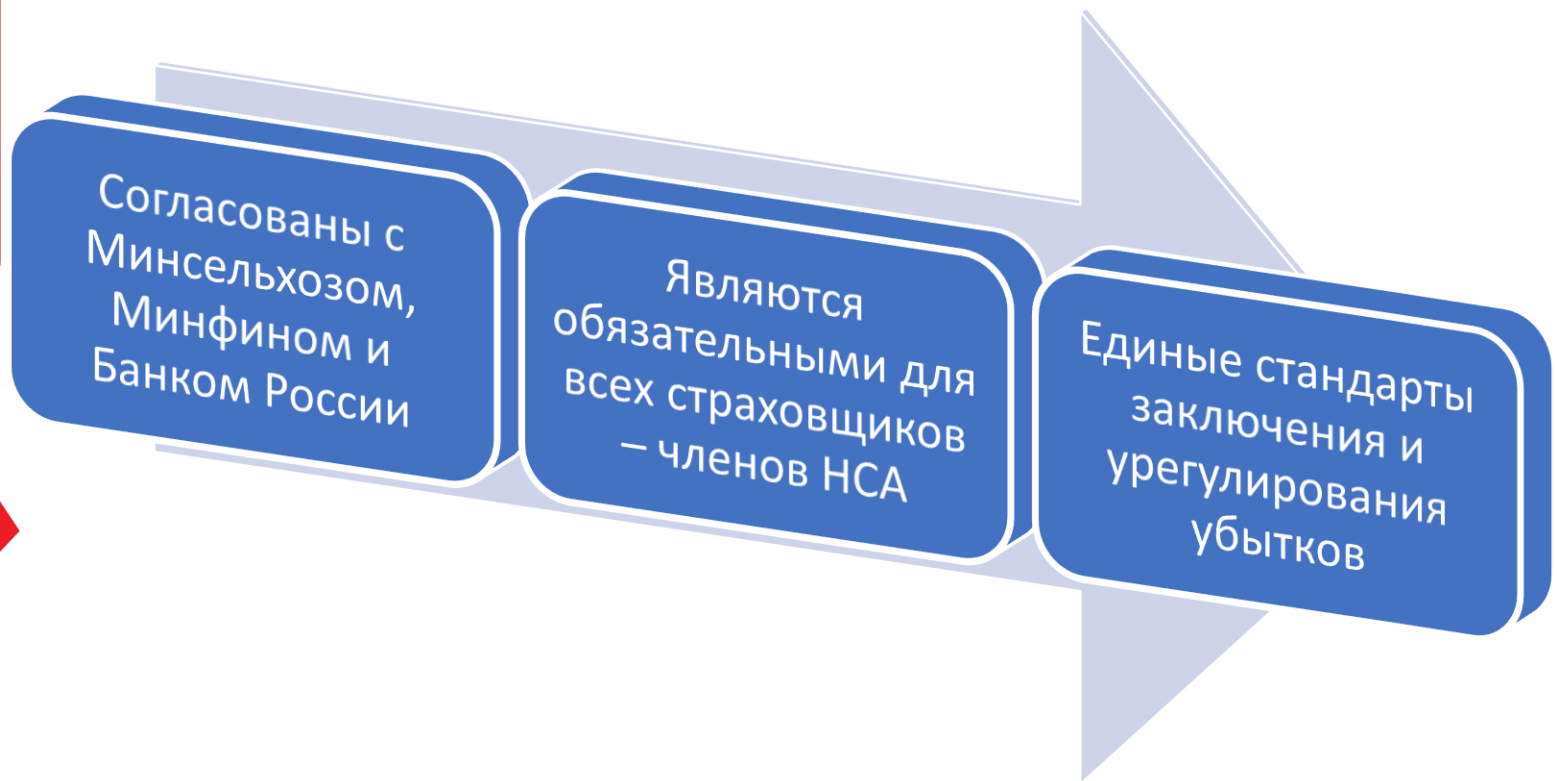 Согласованы с
Минсельхозом,
Минфином и
Банком России
Являются
обязательными для
всех страховщиков
– членов НСА
Единые стандарты
заключения и
урегулирования
убытков